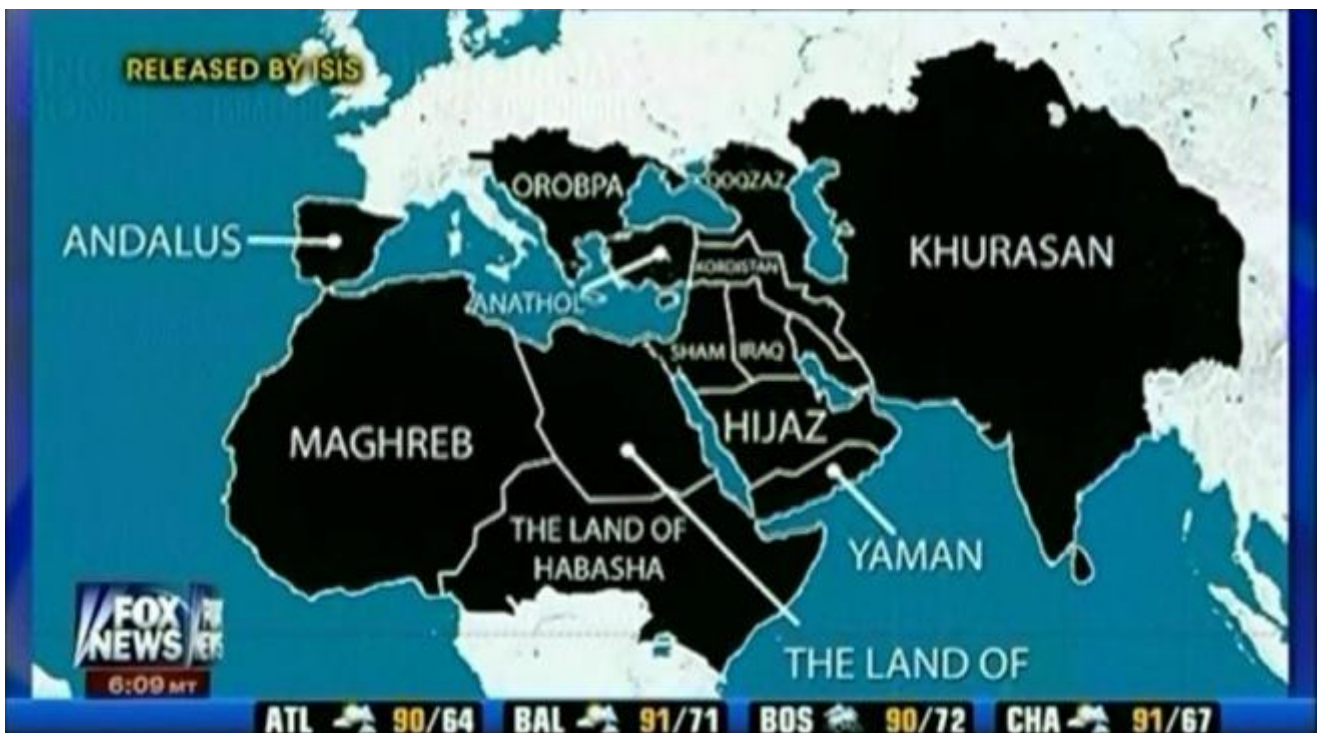 RELEASED BY ISIS
OROBPA
QOQZAZ
ANDALUS
KHURASAN
KORDISTAN
ANATHOL
SHAM
IRAQ
HIJAZ
MAGHREB
THE LAND OF
HABASHA
YAMAN
THE LAND OF
FOX
NEWS
6:09 MT
ATL 90/64 BAL 91/71 BOS 90/72 CHA 91/67